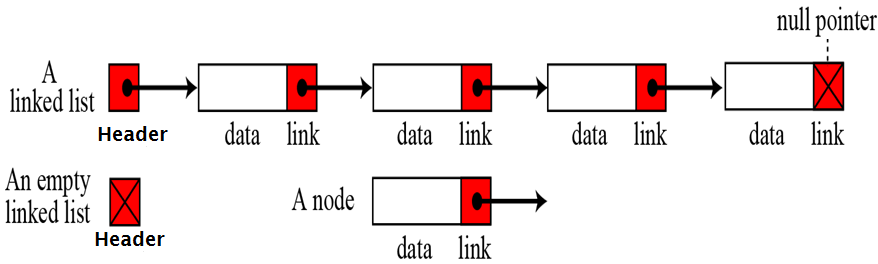 null pointer
A
linked list
Header
data link data link data link data link
An empty
linked list
Header
A node
data link